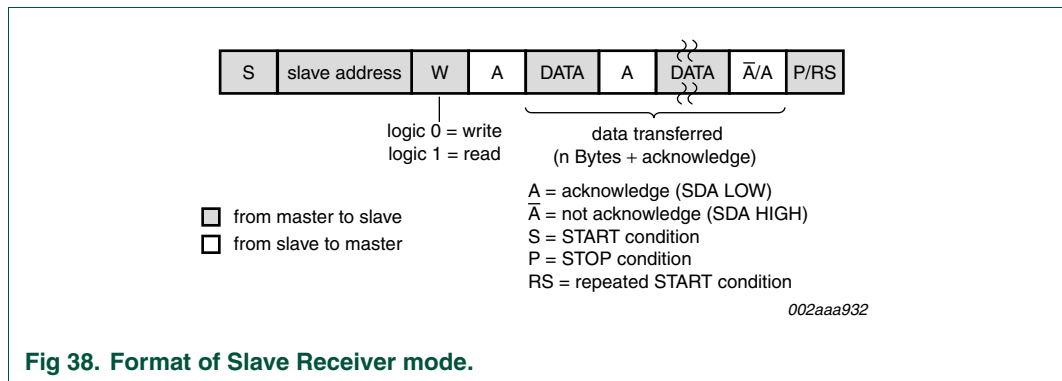 S slave address W A DATA A DATA A̅/A P/RS
logic 0 = write
logic 1 = read
data transferred
(n Bytes + acknowledge)
A = acknowledge (SDA LOW)
A̅ = not acknowledge (SDA HIGH)
S = START condition
P = STOP condition
RS = repeated START condition
from master to slave
from slave to master
002aaa932
Fig 38. Format of Slave Receiver mode.